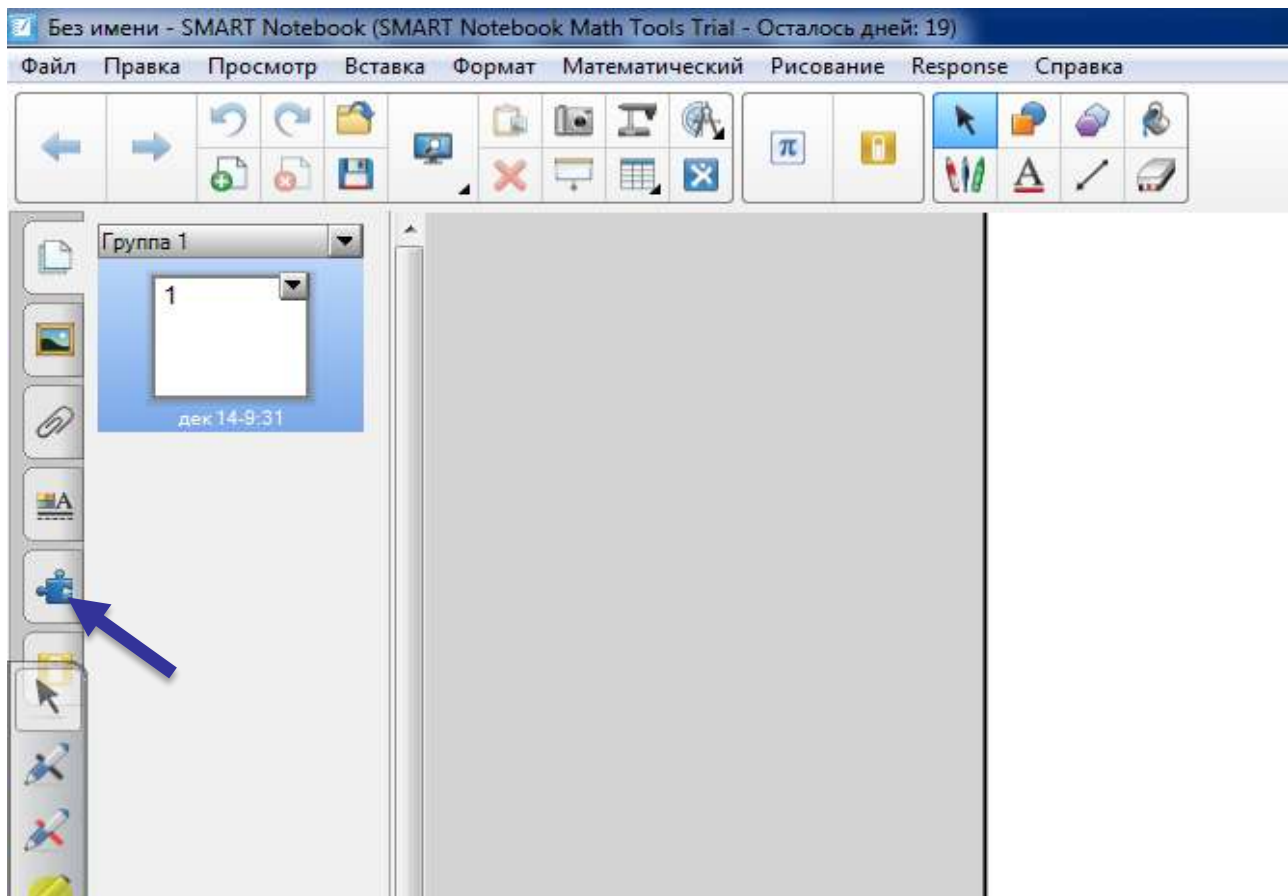 Без имени - SMART Notebook (SMART Notebook Math Tools Trial - Осталось дней: 19)
Файл Правка Просмотр Вставка Формат Математический Рисование Response Справка
π
A
Группа 1
1
дек 14-9:31
A